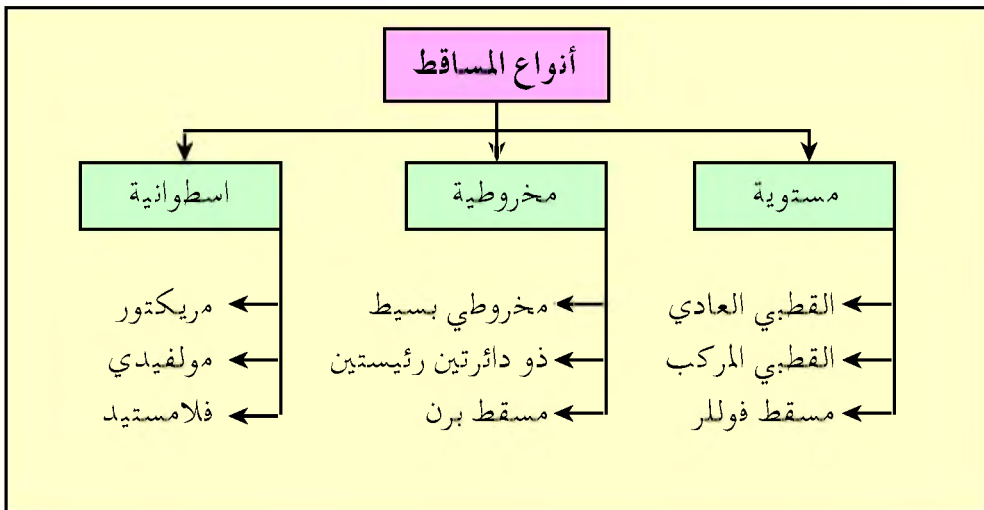 أنواع المساقط
مستوية
مخروطية
اسطوانية
القطبي العادي
القطبي المركب
مسقط فوللر
مخروطي بسيط
ذو دائرتين رئيستين
مسقط برن
مريكتور
مولفيدي
فلامستيد